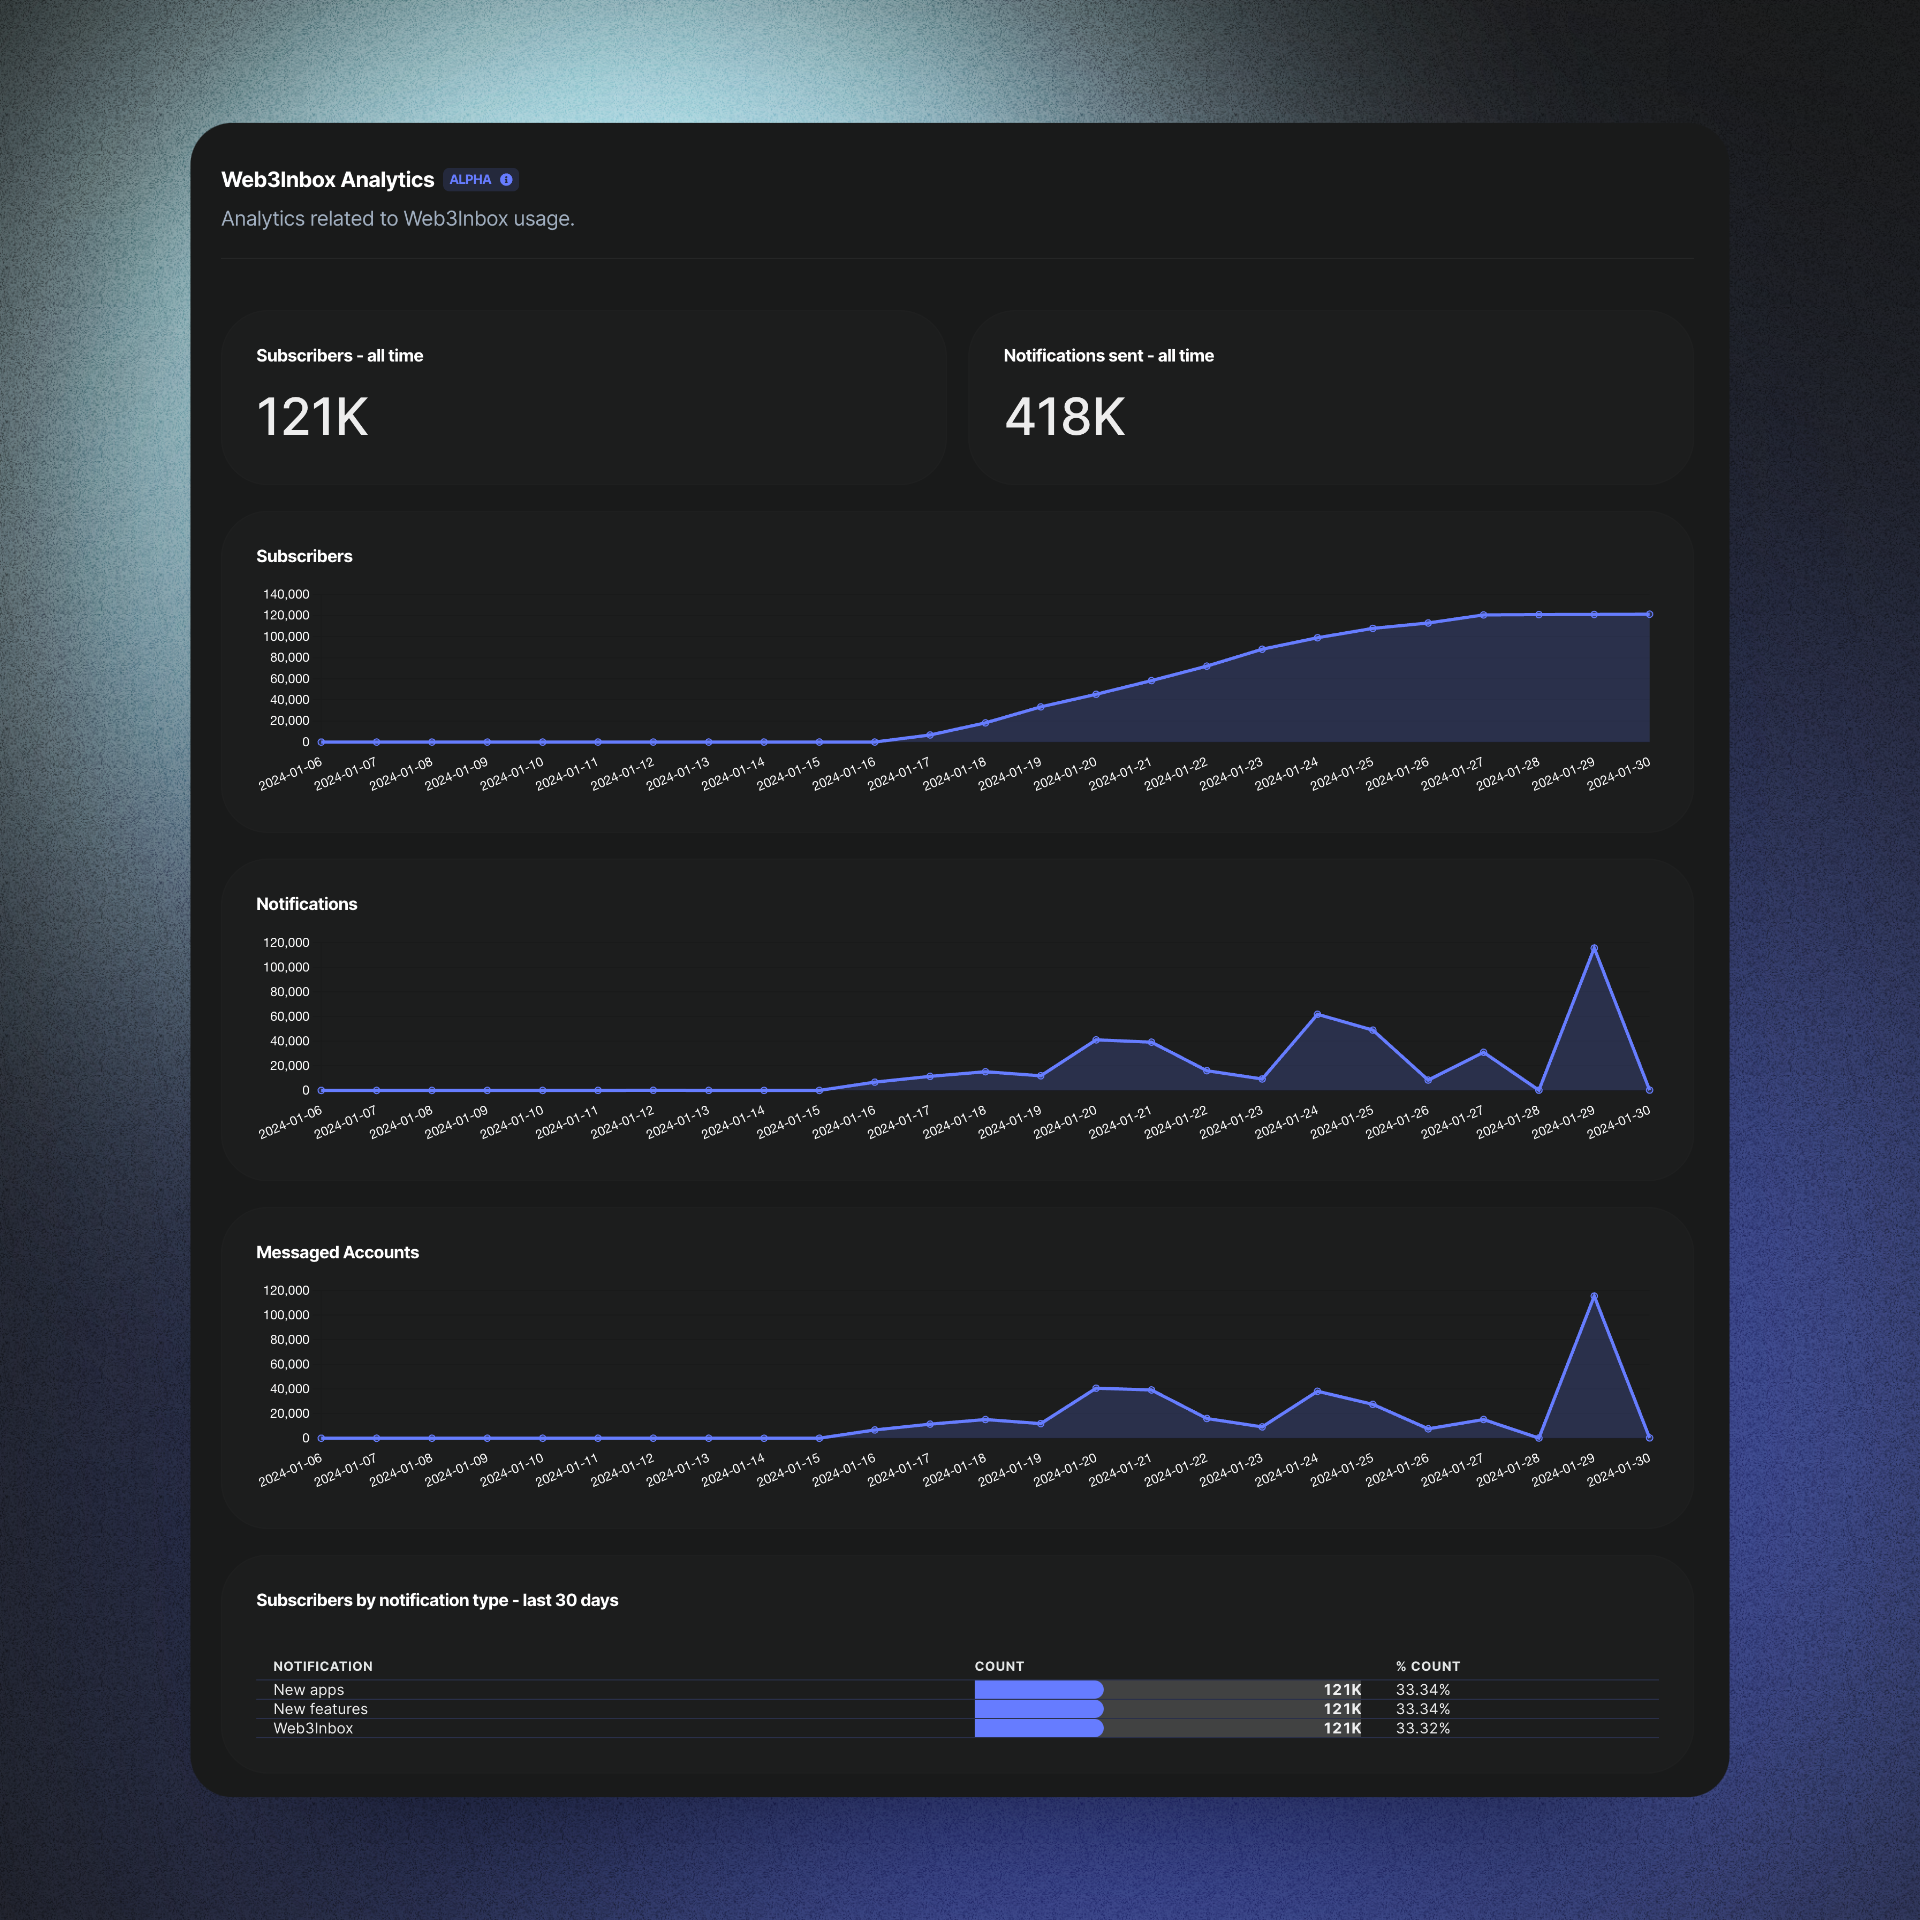 Web3Inbox Analytics ALPHA
Analytics related to Web3Inbox usage.
Subscribers - all time
121K
Notifications sent - all time
418K
Subscribers
140,000
120,000
100,000
80,000
60,000
40,000
20,000
0
2024-01-06 2024-01-07 2024-01-08 2024-01-09 2024-01-10 2024-01-11 2024-01-12 2024-01-13 2024-01-14 2024-01-15 2024-01-16 2024-01-17 2024-01-18 2024-01-19 2024-01-20 2024-01-21 2024-01-22 2024-01-23 2024-01-24 2024-01-25 2024-01-26 2024-01-27 2024-01-28 2024-01-29 2024-01-30
Notifications
120,000
100,000
80,000
60,000
40,000
20,000
0
2024-01-06 2024-01-07 2024-01-08 2024-01-09 2024-01-10 2024-01-11 2024-01-12 2024-01-13 2024-01-14 2024-01-15 2024-01-16 2024-01-17 2024-01-18 2024-01-19 2024-01-20 2024-01-21 2024-01-22 2024-01-23 2024-01-24 2024-01-25 2024-01-26 2024-01-27 2024-01-28 2024-01-29 2024-01-30
Messaged Accounts
120,000
100,000
80,000
60,000
40,000
20,000
0
2024-01-06 2024-01-07 2024-01-08 2024-01-09 2024-01-10 2024-01-11 2024-01-12 2024-01-13 2024-01-14 2024-01-15 2024-01-16 2024-01-17 2024-01-18 2024-01-19 2024-01-20 2024-01-21 2024-01-22 2024-01-23 2024-01-24 2024-01-25 2024-01-26 2024-01-27 2024-01-28 2024-01-29 2024-01-30
Subscribers by notification type - last 30 days
NOTIFICATION COUNT % COUNT
New apps 121K 33.34%
New features 121K 33.34%
Web3Inbox 121K 33.32%